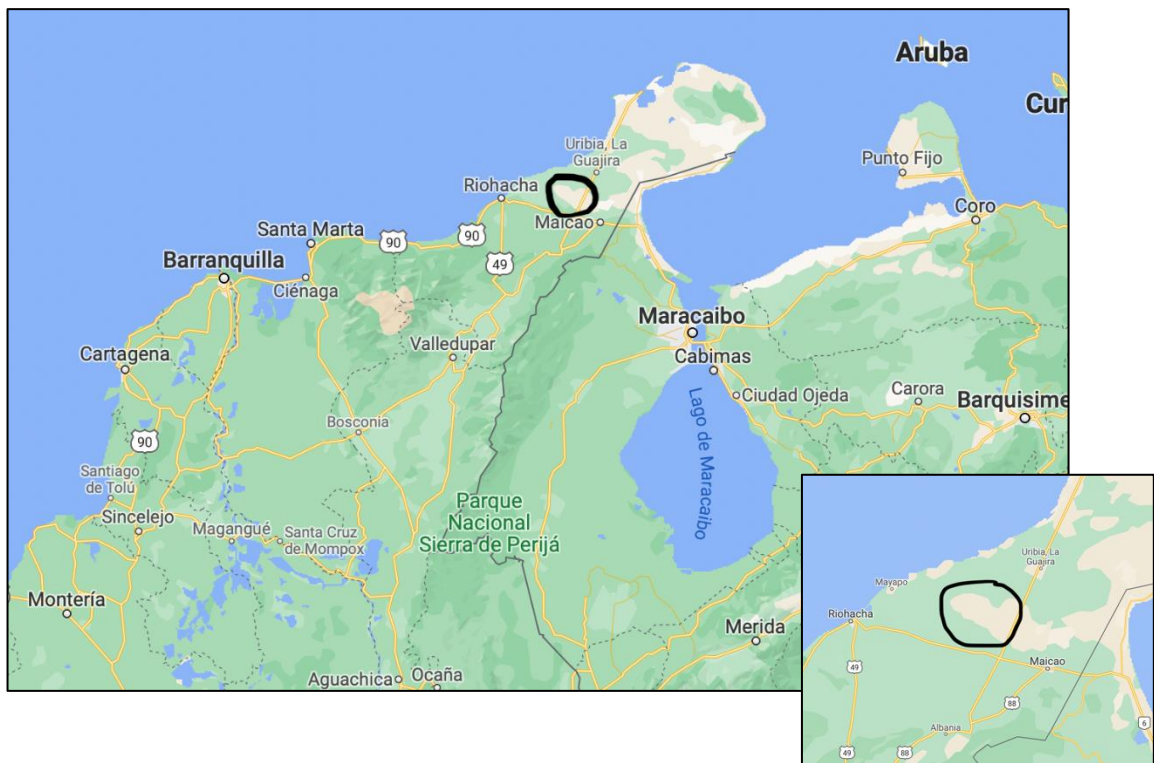 Aruba
Cur
Uribia, La
Guajira
Punto Fijo
Riohacha
Maicao
Coro
Santa Marta
90
90
49
Barranquilla
Ciénaga
Maracaibo
Valledupar
Cabimas
Cartagena
Ciudad Ojeda
Carora
Barquisime
Lago de Maracaibo
Bosconia
90
Santiago
de Tolú
Parque
Nacional
Sierra de Perijá
Sincelejo
Magangué
Santa Cruz
de Mompox
Montería
Merida
Aguachica
Ocaña
Uribia, La
Guajira
Mayapo
Riohacha
Maicao
49
88
Albania
6
49
88